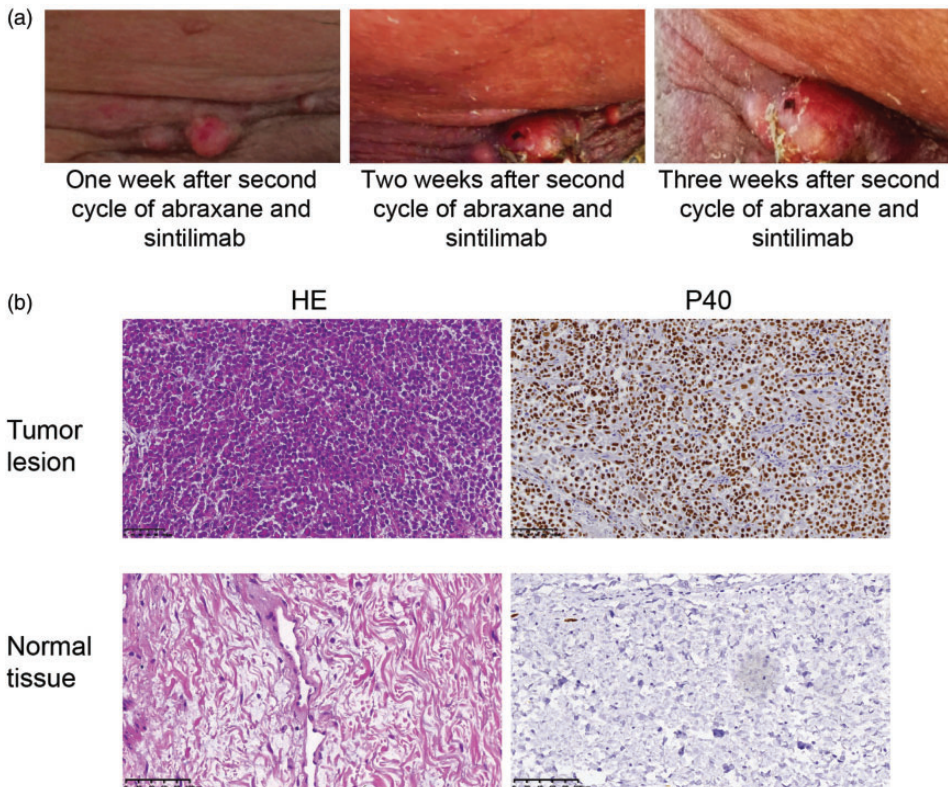 (a)
One week after second
cycle of abraxane and
sintilimab
Two weeks after second
cycle of abraxane and
sintilimab
Three weeks after second
cycle of abraxane and
sintilimab
(b)
HE
P40
Tumor
lesion
Normal
tissue